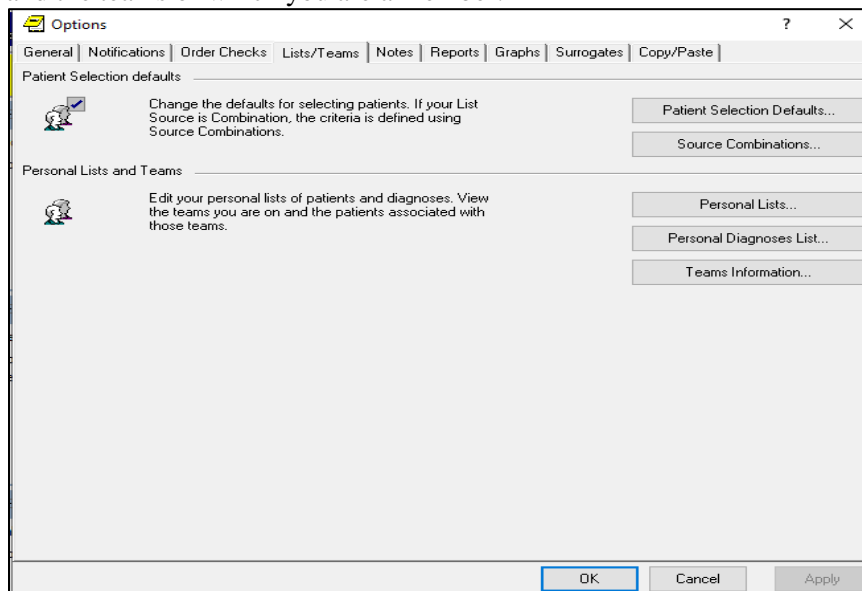 Options
? ×
General | Notifications | Order Checks | Lists/Teams | Notes | Reports | Graphs | Surrogates | Copy/Paste |
Patient Selection defaults
Change the defaults for selecting patients. If your List
Source is Combination, the criteria is defined using
Source Combinations.
Patient Selection Defaults...
Source Combinations...
Personal Lists and Teams
Edit your personal lists of patients and diagnoses. View
the teams you are on and the patients associated with
those teams.
Personal Lists...
Personal Diagnoses List...
Teams Information...
OK Cancel Apply